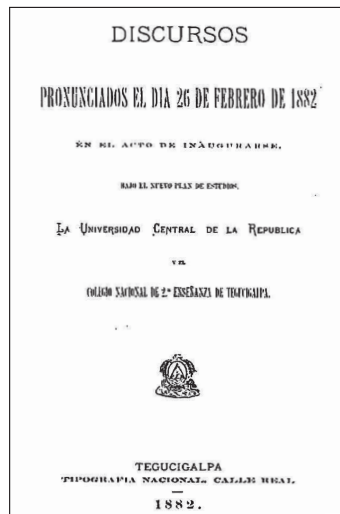 DISCURSOS
PRONUNCIADOS EL DIA 26 DE FEBRERO DE 1882
EN EL ACTO DE INAUGURARSE,
BAJO EL NUEVO PLAN DE ESTUDIOS,
LA UNIVERSIDAD CENTRAL DE LA REPUBLICA
Y EL
COLEGIO NACIONAL DE 2.ª ENSEÑANZA DE TEGUCIGALPA.
TEGUCIGALPA
TIPOGRAFIA NACIONAL. CALLE REAL.
1882.